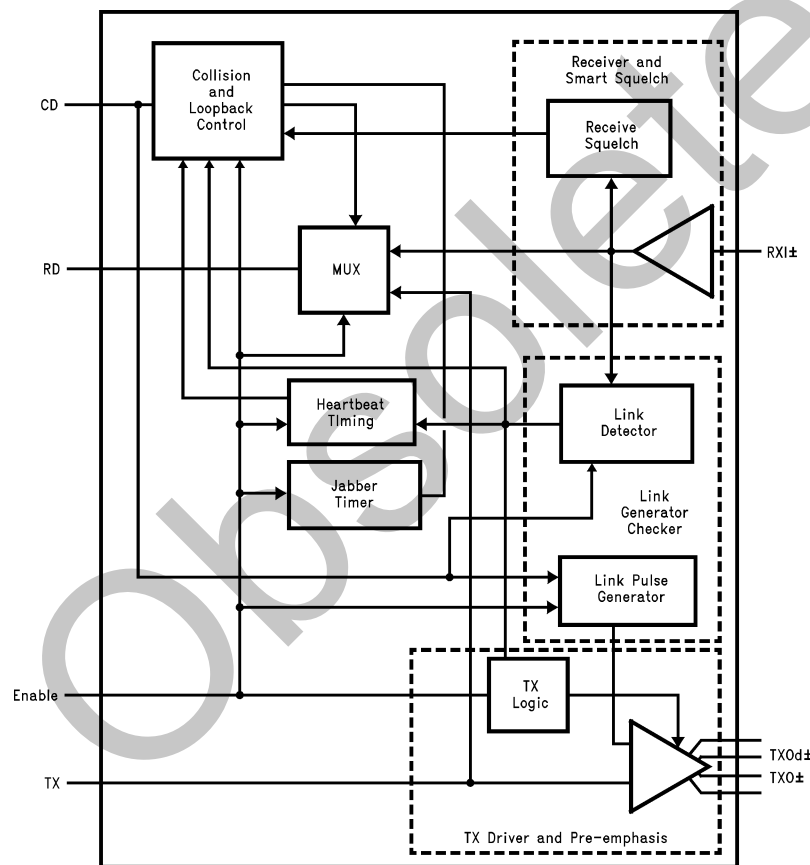 Obsolete
Receiver and
Smart Squelch
Collision
and
Loopback
Control
CD
Receive
Squelch
RXI±
RD
MUX
Heartbeat
TIming
Link
Detector
Jabber
Timer
Link
Generator
Checker
Link Pulse
Generator
Enable
TX
Logic
TXOd±
TXO±
TX
TX Driver and Pre-emphasis